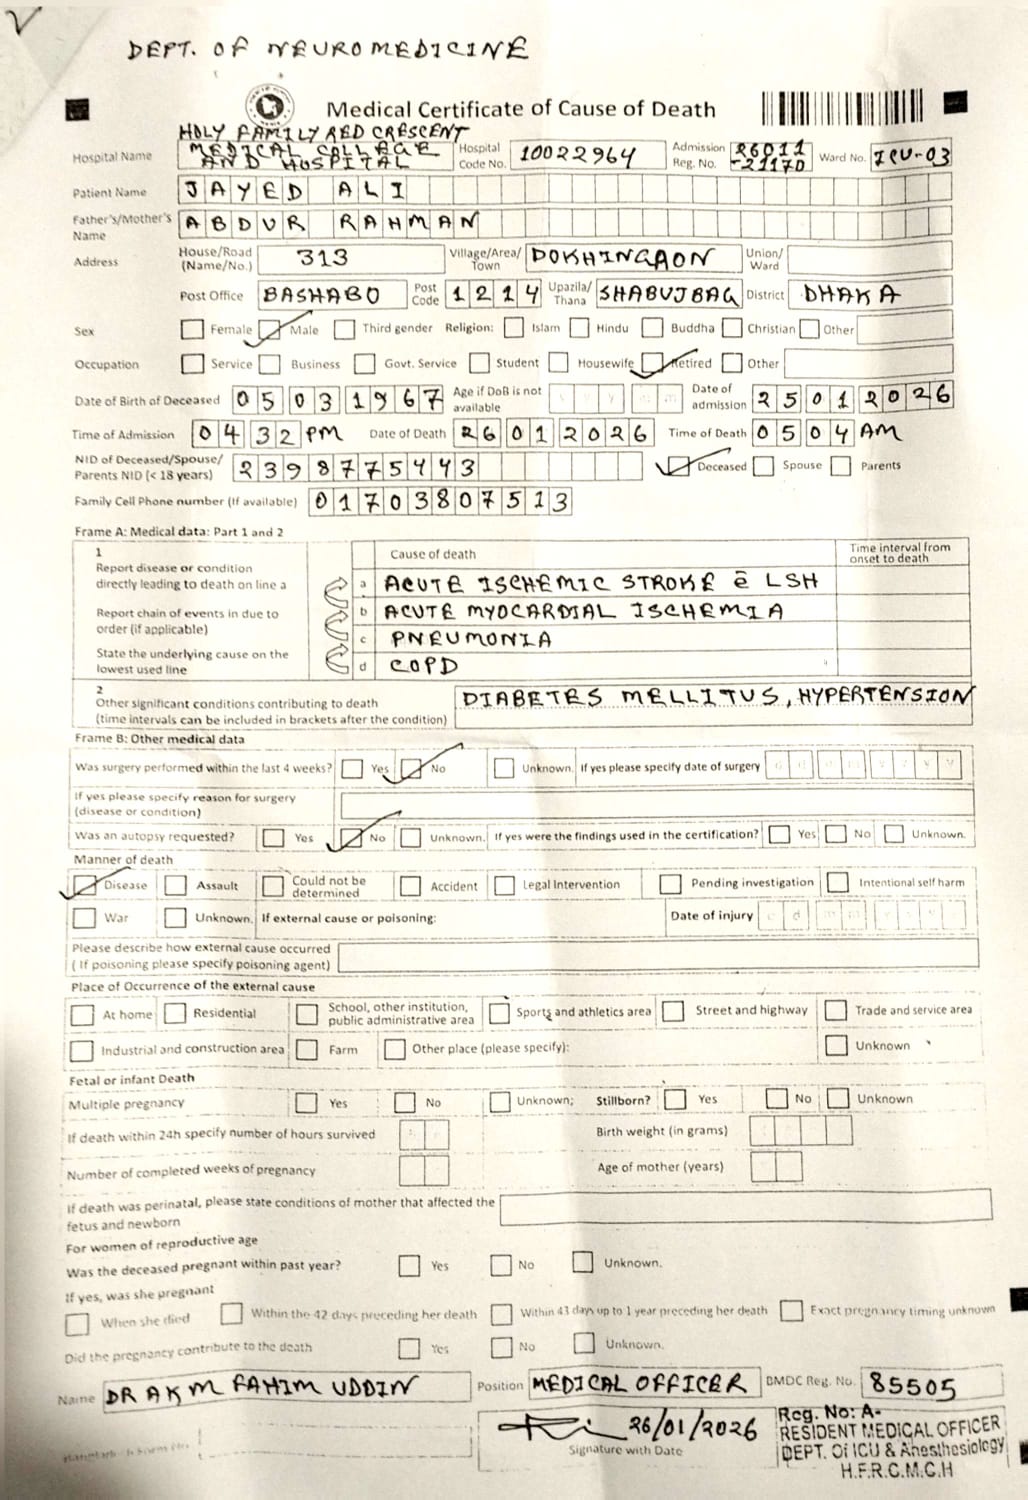 DEPT. OF NEUROMEDICINE
Medical Certificate of Cause of Death
Hospital Name HOLY FAMILY RED CRESCENT MEDICAL COLLEGE AND HOSPITAL Hospital Code No. 10022964 Admission Reg. No. 26011-21170 Ward No. ICU-03
Patient Name JAYED ALI
Father's/Mother's Name ABDUR RAHMAN
Address House/Road (Name/No.) 313 Village/Area/Town DOKHINGAON Union/Ward
Post Office BASHABO Post Code 1214 Upazila/Thana SHABUJBAG District DHAKA
Sex Female Male Third gender Religion: Islam Hindu Buddha Christian Other
Occupation Service Business Govt. Service Student Housewife Retired Other
Date of Birth of Deceased 05031967 Age if DoB is not available y y y m m Date of admission 25012026
Time of Admission 0432PM Date of Death 26012026 Time of Death 0504AM
NID of Deceased/Spouse/Parents NID (< 18 years) 2398775443 Deceased Spouse Parents
Family Cell Phone number (If available) 01703807513
Frame A: Medical data: Part 1 and 2
1
Report disease or condition directly leading to death on line a
Report chain of events in due to order (if applicable)
State the underlying cause on the lowest used line
Cause of death Time interval from onset to death
a ACUTE ISCHEMIC STROKE c̄ LSH
b ACUTE MYOCARDIAL ISCHEMIA
c PNEUMONIA
d COPD
2
Other significant conditions contributing to death (time intervals can be included in brackets after the condition) DIABETES MELLITUS, HYPERTENSION
Frame B: Other medical data
Was surgery performed within the last 4 weeks? Yes No Unknown. If yes please specify date of surgery d d m m y y y y
If yes please specify reason for surgery (disease or condition)
Was an autopsy requested? Yes No Unknown. If yes were the findings used in the certification? Yes No Unknown.
Manner of death
Disease Assault Could not be determined Accident Legal Intervention Pending investigation Intentional self harm
War Unknown. If external cause or poisoning: Date of injury d d m m y y y y
Please describe how external cause occurred
( If poisoning please specify poisoning agent)
Place of Occurrence of the external cause
At home Residential School, other institution, public administrative area Sports and athletics area Street and highway Trade and service area
Industrial and construction area Farm Other place (please specify): Unknown
Fetal or infant Death
Multiple pregnancy Yes No Unknown; Stillborn? Yes No Unknown
If death within 24h specify number of hours survived Birth weight (in grams)
Number of completed weeks of pregnancy Age of mother (years)
If death was perinatal, please state conditions of mother that affected the fetus and newborn
For women of reproductive age
Was the deceased pregnant within past year? Yes No Unknown.
If yes, was she pregnant
When she died Within the 42 days preceding her death Within 43 days up to 1 year preceding her death Exact pregnancy timing unknown
Did the pregnancy contribute to the death Yes No Unknown.
Name DR AKM FAHIM UDDIN Position MEDICAL OFFICER BMDC Reg. No. 85505
26/01/2026
Signature with Date
Reg. No: A-
RESIDENT MEDICAL OFFICER
DEPT. Of ICU & Anesthesiology
H.F.R.C.M.C.H